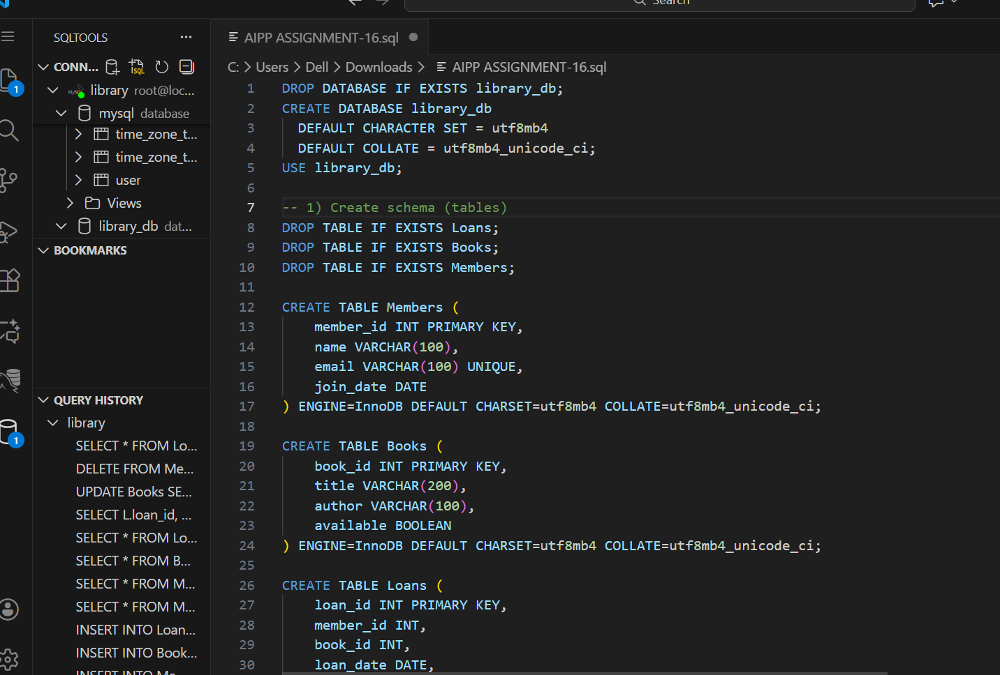 Search
SQLTOOLS
CONN...
library root@loc...
mysql database
time_zone_t...
time_zone_t...
user
Views
library_db dat...
BOOKMARKS
QUERY HISTORY
library
SELECT * FROM Lo...
DELETE FROM Me...
UPDATE Books SE...
SELECT L.loan_id, ...
SELECT * FROM Lo...
SELECT * FROM B...
SELECT * FROM M...
SELECT * FROM M...
INSERT INTO Loan...
INSERT INTO Book...
INSERT INTO Me...
1
1
AIPP ASSIGNMENT-16.sql
C: > Users > Dell > Downloads > AIPP ASSIGNMENT-16.sql
1 DROP DATABASE IF EXISTS library_db;
2 CREATE DATABASE library_db
3 DEFAULT CHARACTER SET = utf8mb4
4 DEFAULT COLLATE = utf8mb4_unicode_ci;
5 USE library_db;
6
7 -- 1) Create schema (tables)
8 DROP TABLE IF EXISTS Loans;
9 DROP TABLE IF EXISTS Books;
10 DROP TABLE IF EXISTS Members;
11
12 CREATE TABLE Members (
13 member_id INT PRIMARY KEY,
14 name VARCHAR(100),
15 email VARCHAR(100) UNIQUE,
16 join_date DATE
17 ) ENGINE=InnoDB DEFAULT CHARSET=utf8mb4 COLLATE=utf8mb4_unicode_ci;
18
19 CREATE TABLE Books (
20 book_id INT PRIMARY KEY,
21 title VARCHAR(200),
22 author VARCHAR(100),
23 available BOOLEAN
24 ) ENGINE=InnoDB DEFAULT CHARSET=utf8mb4 COLLATE=utf8mb4_unicode_ci;
25
26 CREATE TABLE Loans (
27 loan_id INT PRIMARY KEY,
28 member_id INT,
29 book_id INT,
30 loan_date DATE,